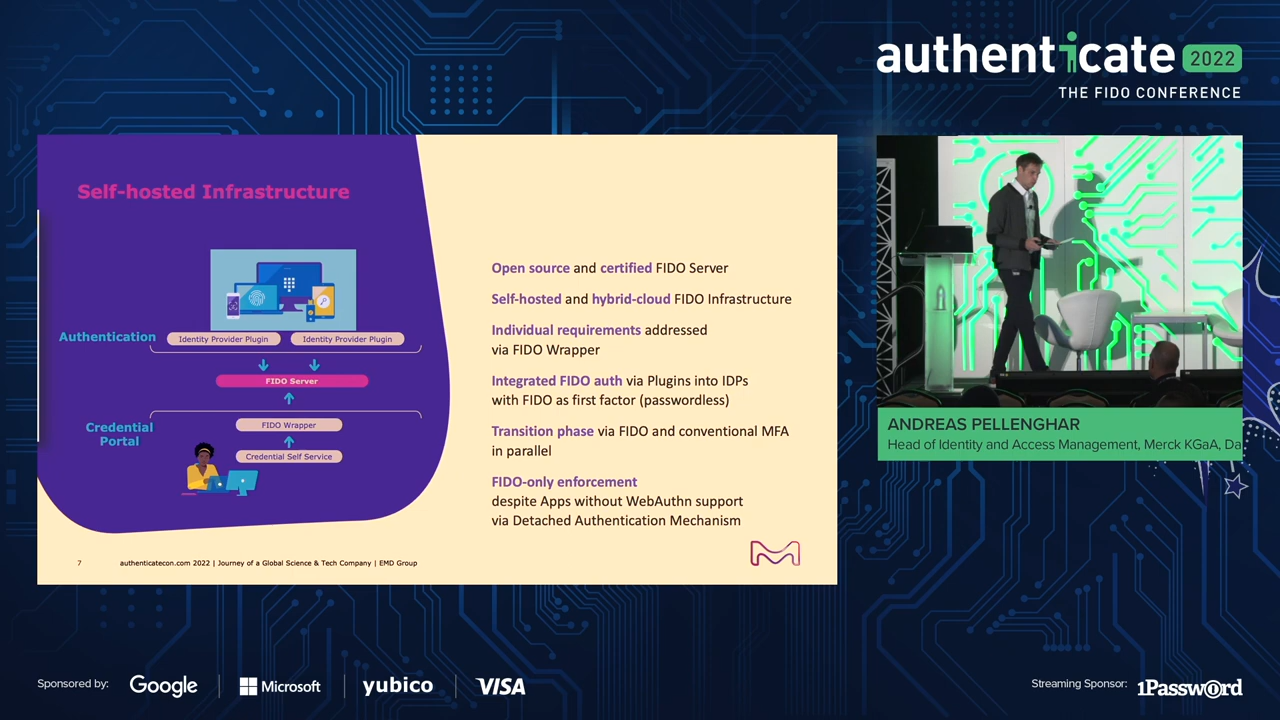 authenticate 2022
THE FIDO CONFERENCE
Self-hosted Infrastructure
Authentication
Identity Provider Plugin
Identity Provider Plugin
FIDO Server
Credential
Portal
FIDO Wrapper
Credential Self Service
Open source and certified FIDO Server
Self-hosted and hybrid-cloud FIDO Infrastructure
Individual requirements addressed
via FIDO Wrapper
Integrated FIDO auth via Plugins into IDPs
with FIDO as first factor (passwordless)
Transition phase via FIDO and conventional MFA
in parallel
FIDO-only enforcement
despite Apps without WebAuthn support
via Detached Authentication Mechanism
7
authenticatecon.com 2022 | Journey of a Global Science & Tech Company | EMD Group
ANDREAS PELLENGHAR
Head of Identity and Access Management, Merck KGaA, Da
Sponsored by:
Google
Microsoft
yubico
VISA
Streaming Sponsor:
1Password